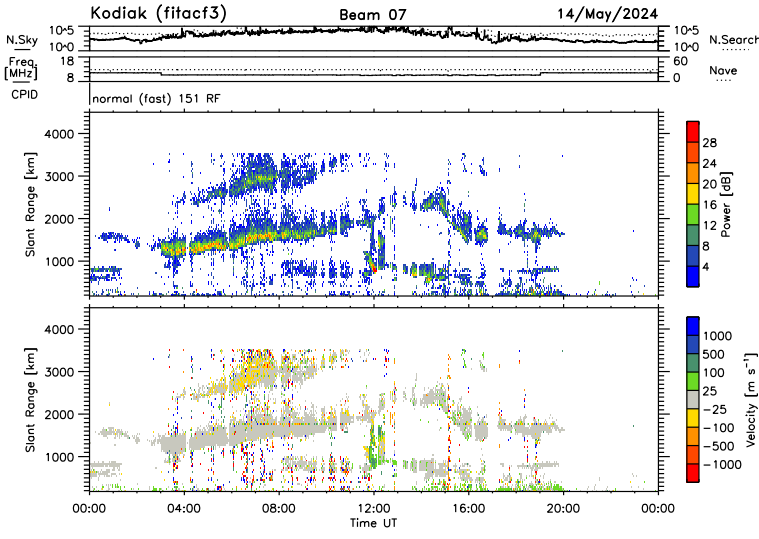 Kodiak (fitacf3) Beam 07 14/May/2024
N.Sky 10^5 10^0 10^5 10^0 N.Search
Freq. [MHz] 18 8 60 0 Nave
CPID normal (fast) 151 RF
Slant Range [km] 4000 3000 2000 1000
28 24 20 16 12 8 4 Power [dB]
Slant Range [km] 4000 3000 2000 1000
1000 500 100 25 −25 −100 −500 −1000 Velocity [m s⁻¹]
00:00 04:00 08:00 12:00 16:00 20:00 00:00
Time UT